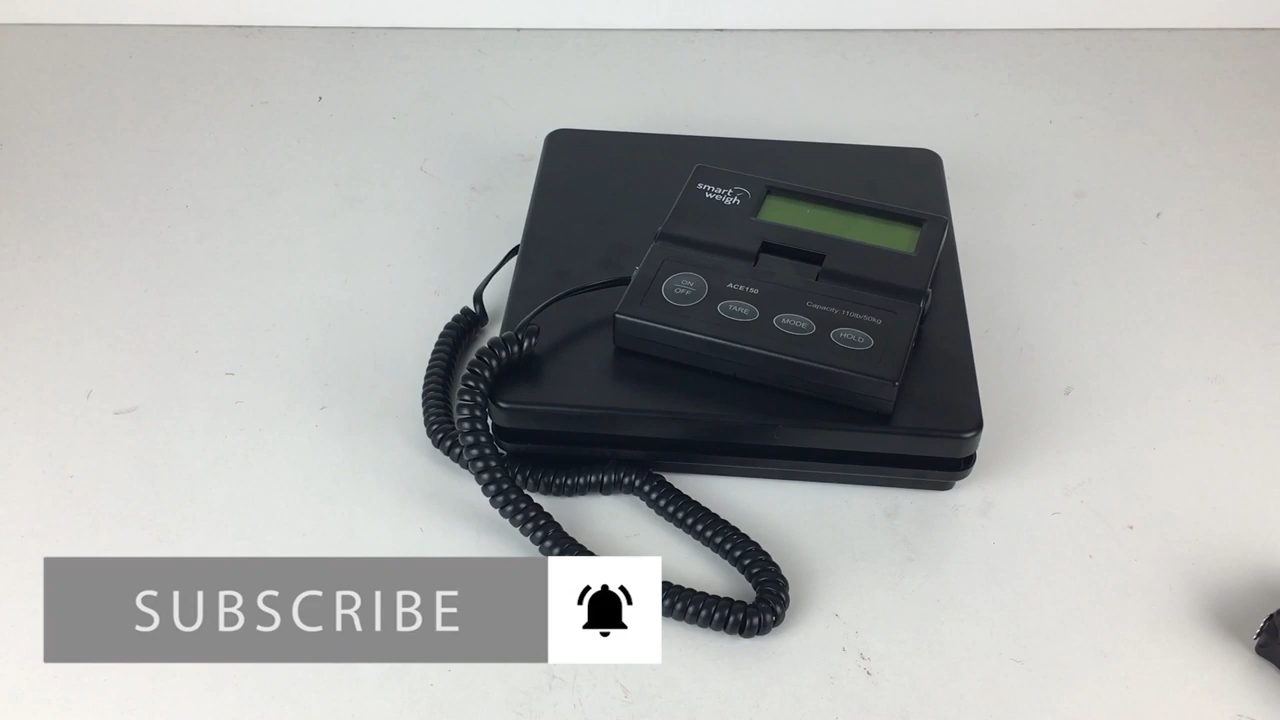 smart
weigh
ON
OFF
ACE150
Capacity:110lb/50kg
TARE
MODE
HOLD
SUBSCRIBE